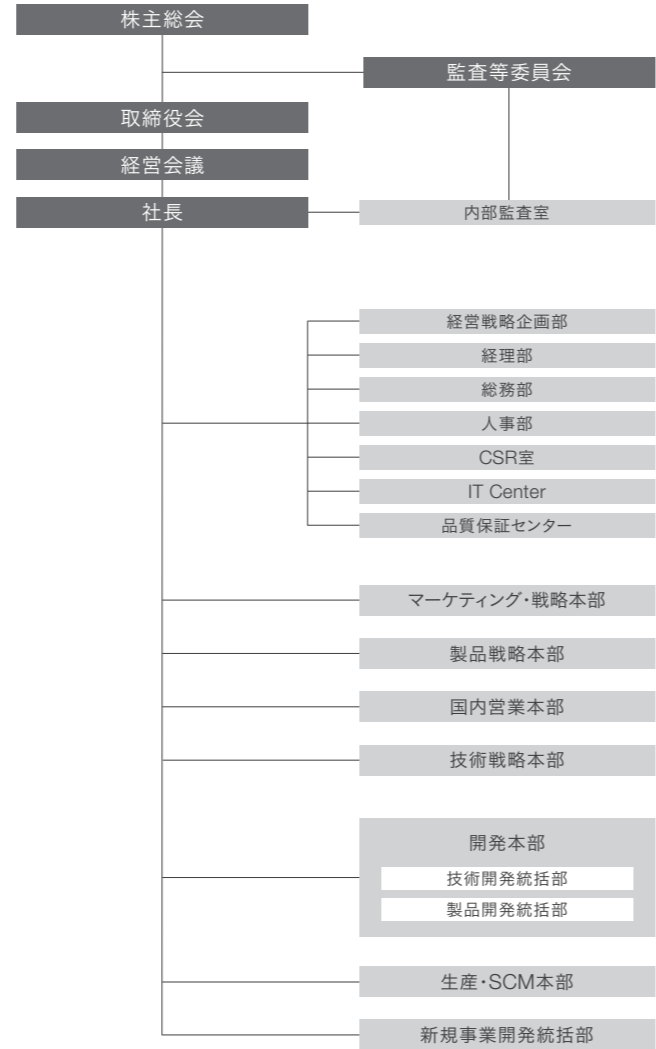 株主総会
監査等委員会
取締役会
経営会議
社長
内部監査室
経営戦略企画部
経理部
総務部
人事部
CSR室
IT Center
品質保証センター
マーケティング・戦略本部
製品戦略本部
国内営業本部
技術戦略本部
開発本部
技術開発統括部
製品開発統括部
生産・SCM本部
新規事業開発統括部